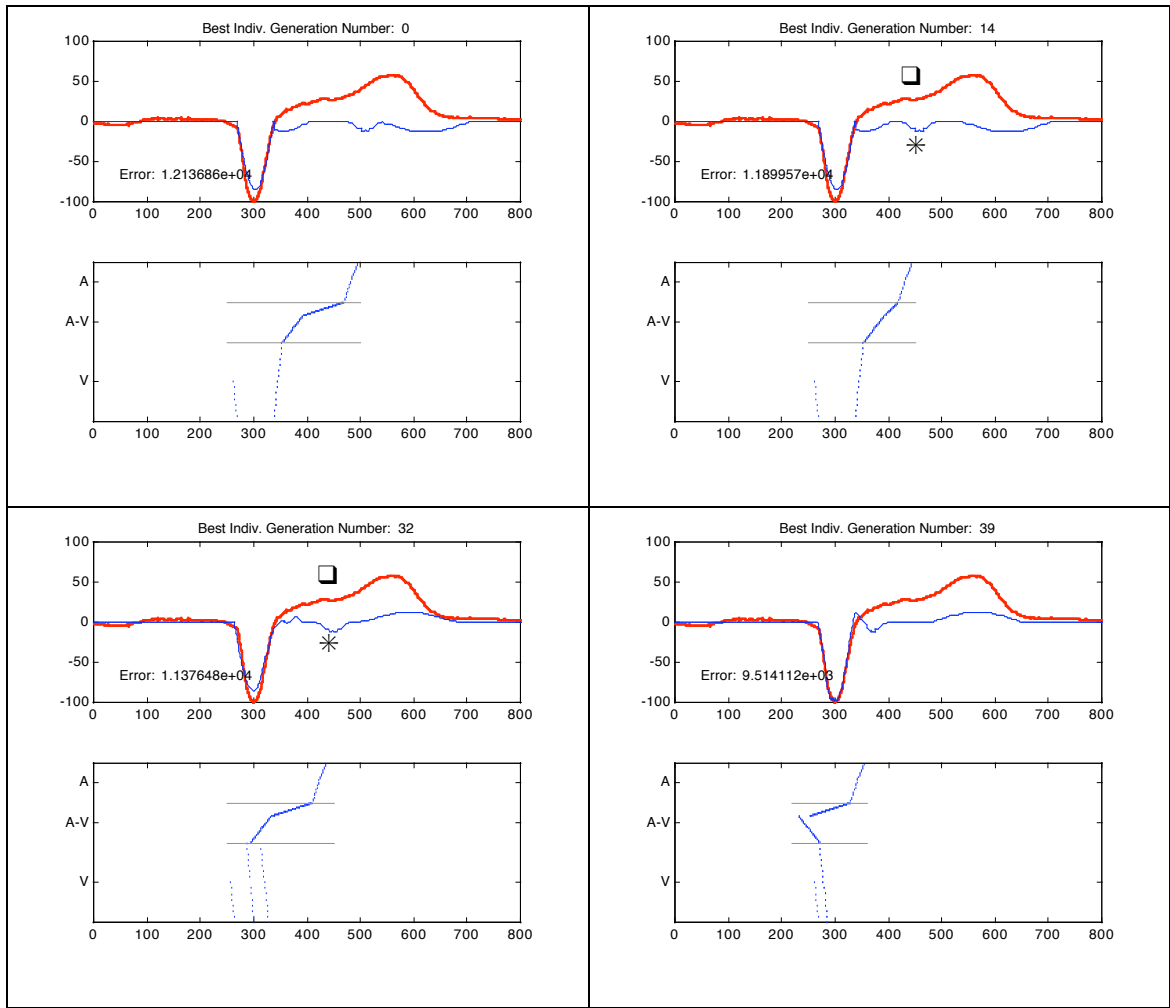 Best Indiv. Generation Number: 0
100
50
0
-50
Error: 1.213686e+04
-100
0 100 200 300 400 500 600 700 800
A
A-V
V
0 100 200 300 400 500 600 700 800
Best Indiv. Generation Number: 14
100
50
0
-50
Error: 1.189957e+04
-100
0 100 200 300 400 500 600 700 800
A
A-V
V
0 100 200 300 400 500 600 700 800
Best Indiv. Generation Number: 32
100
50
0
-50
Error: 1.137648e+04
-100
0 100 200 300 400 500 600 700 800
A
A-V
V
0 100 200 300 400 500 600 700 800
Best Indiv. Generation Number: 39
100
50
0
-50
Error: 9.514112e+03
-100
0 100 200 300 400 500 600 700 800
A
A-V
V
0 100 200 300 400 500 600 700 800